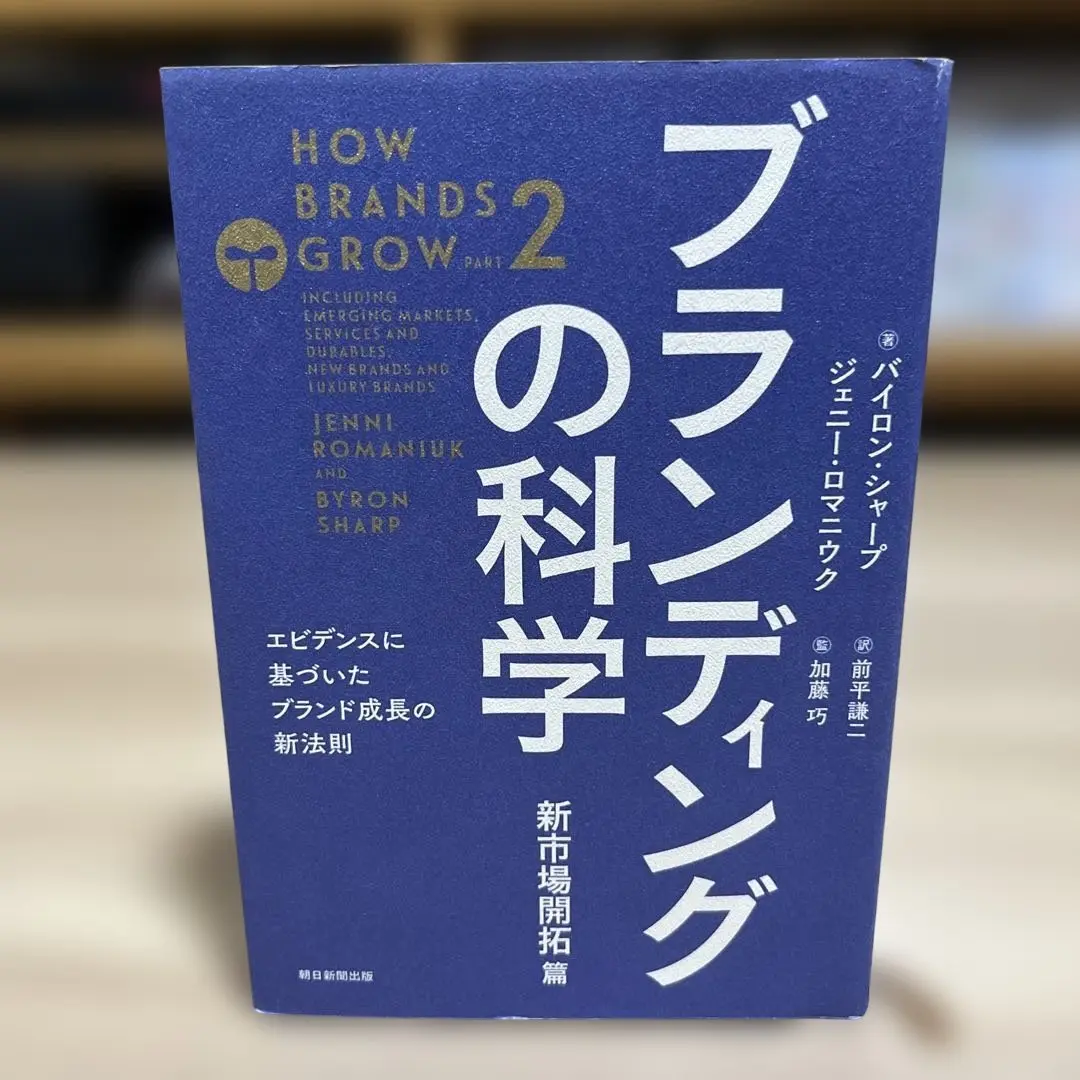 ブランディング
の科学
新市場開拓篇
HOW
BRANDS
GROW PART 2
INCLUDING
EMERGING MARKETS,
SERVICES AND
DURABLES,
NEW BRANDS AND
LUXURY BRANDS
JENNI
ROMANIUK
AND
BYRON
SHARP
著 バイロン・シャープ
ジェニー・ロマニウク
訳 前平謙二
監 加藤巧
エビデンスに
基づいた
ブランド成長の
新法則
朝日新聞出版